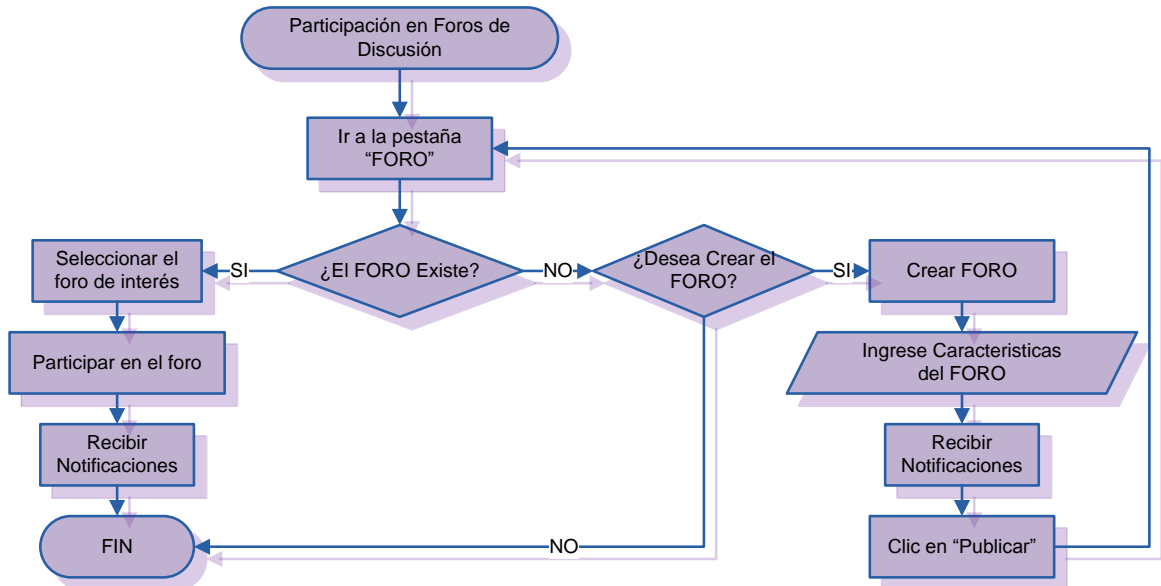 Participación en Foros de
Discusión
Ir a la pestaña
“FORO”
Seleccionar el
foro de interés
SI
¿El FORO Existe?
NO
¿Desea Crear el
FORO?
SI
Crear FORO
Participar en el foro
Ingrese Caracteristicas
del FORO
Recibir
Notificaciones
Recibir
Notificaciones
FIN
NO
Clic en “Publicar”